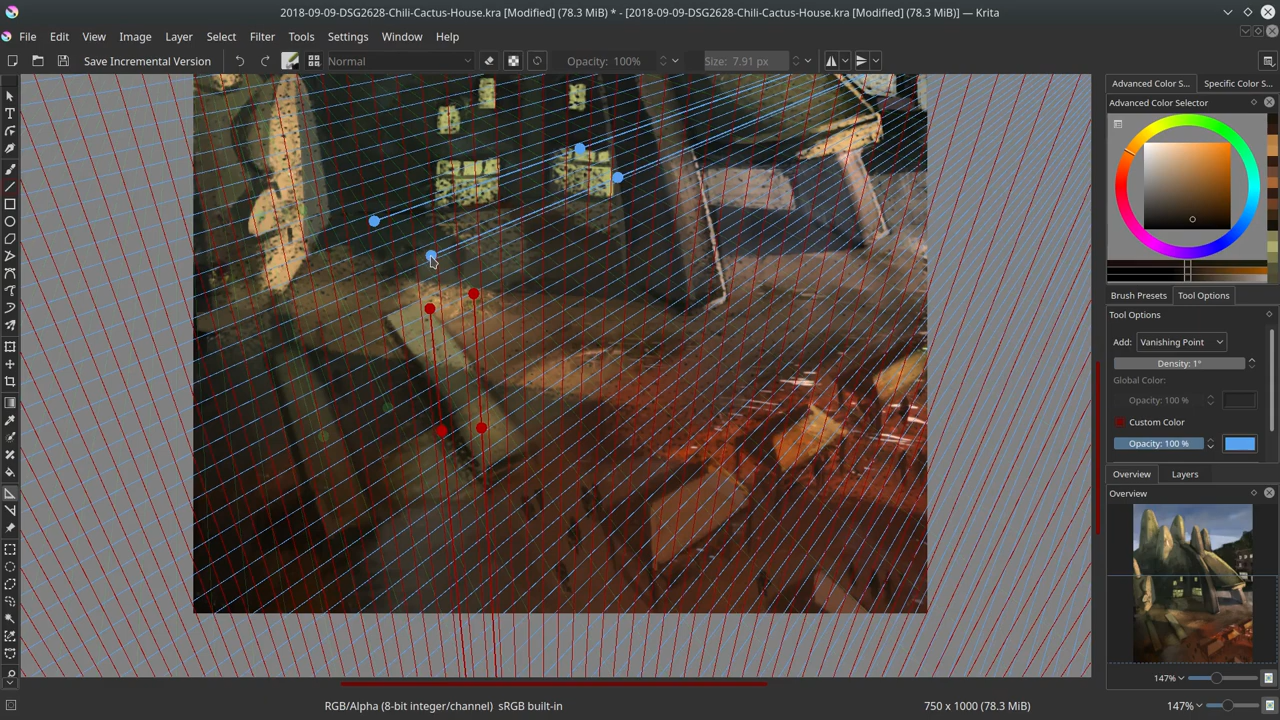 2018-09-09-DSG2628-Chili-Cactus-House.kra [Modified] (78.3 MiB) * - [2018-09-09-DSG2628-Chili-Cactus-House.kra [Modified] (78.3 MiB)] — Krita
File Edit View Image Layer Select Filter Tools Settings Window Help
Save Incremental Version Normal Opacity: 100% Size: 7.91 px
Advanced Color S... Specific Color S...
Advanced Color Selector
Brush Presets Tool Options
Tool Options
Add: Vanishing Point
Density: 1°
Global Color:
Opacity: 100 %
Custom Color
Opacity: 100 %
Overview Layers
Overview
147%
RGB/Alpha (8-bit integer/channel) sRGB built-in 750 x 1000 (78.3 MiB) 147%